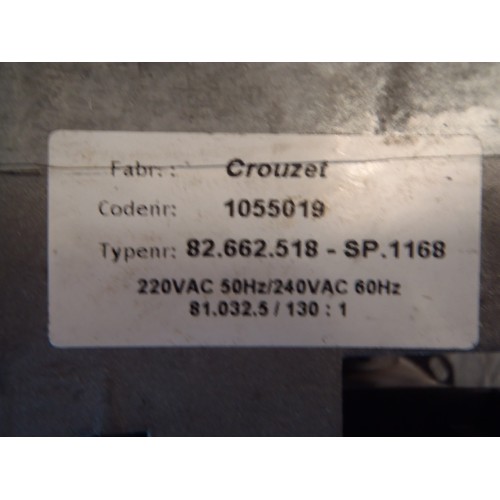 Fabr.: Crouzet
Codenr: 1055019
Typenr: 82.662.518 - SP.1168
220VAC 50Hz/240VAC 60Hz
81.032.5 / 130 : 1